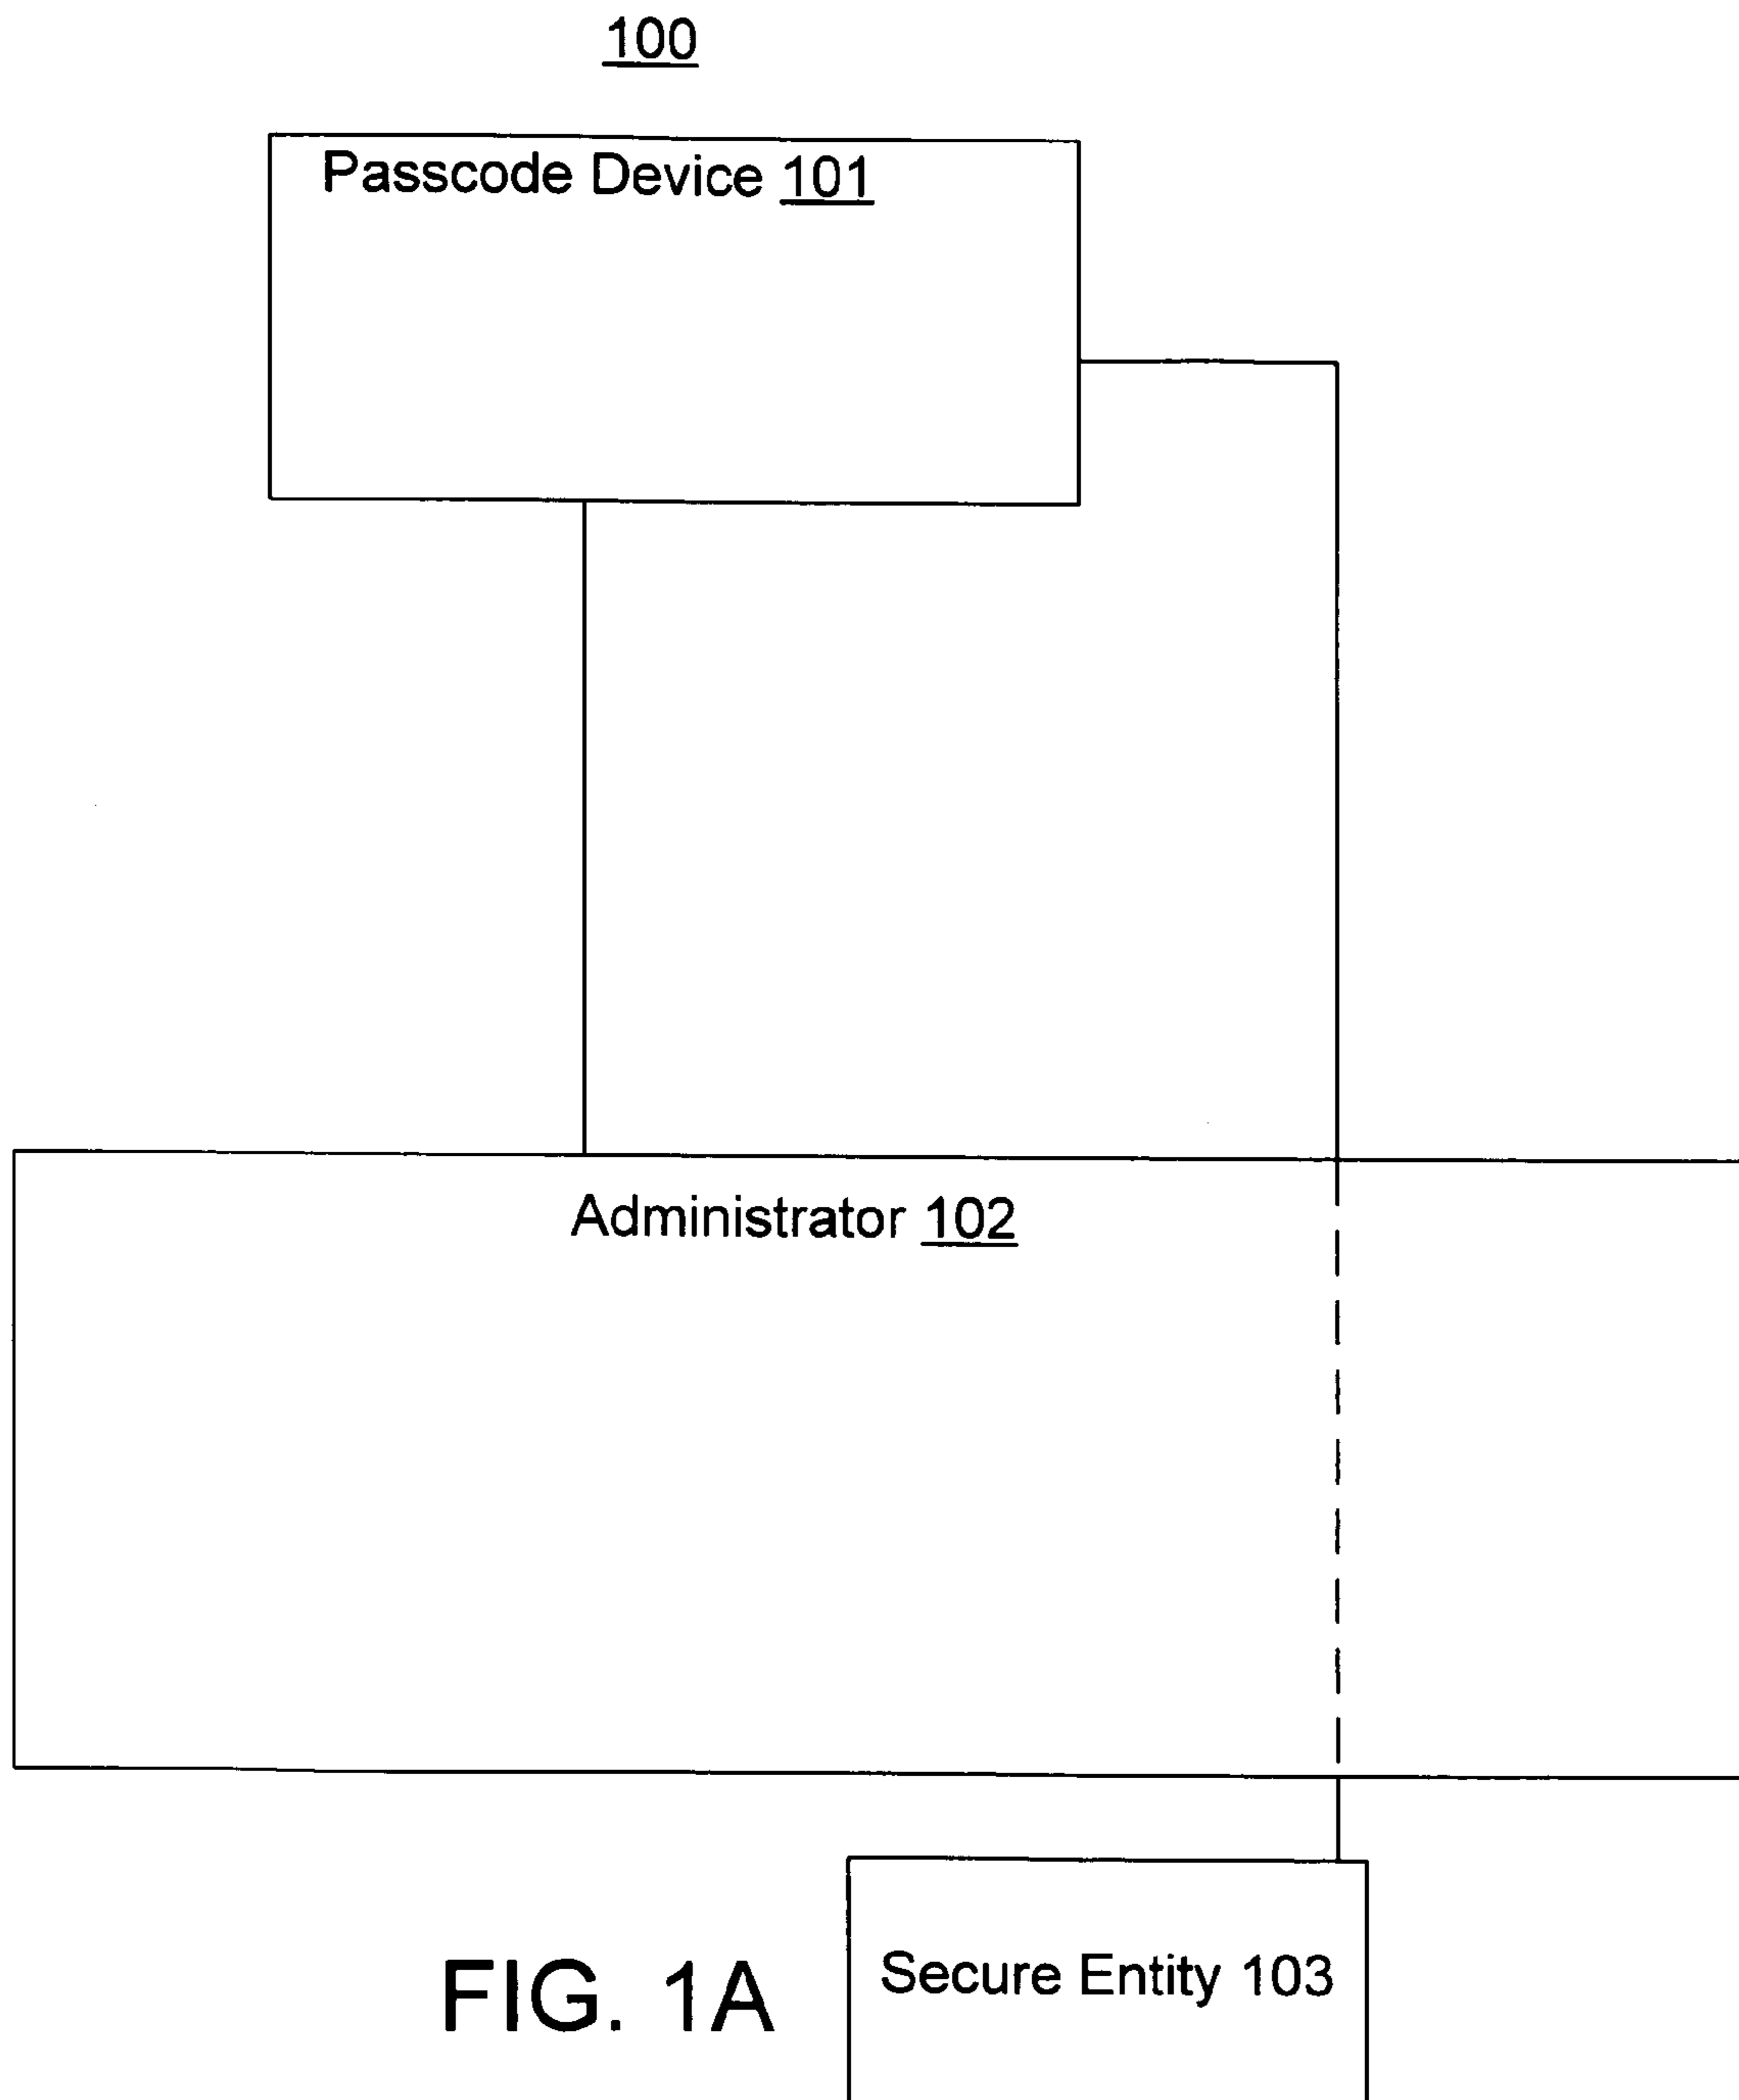 100
Passcode Device 101
Administrator 102
Secure Entity 103
FIG. 1A